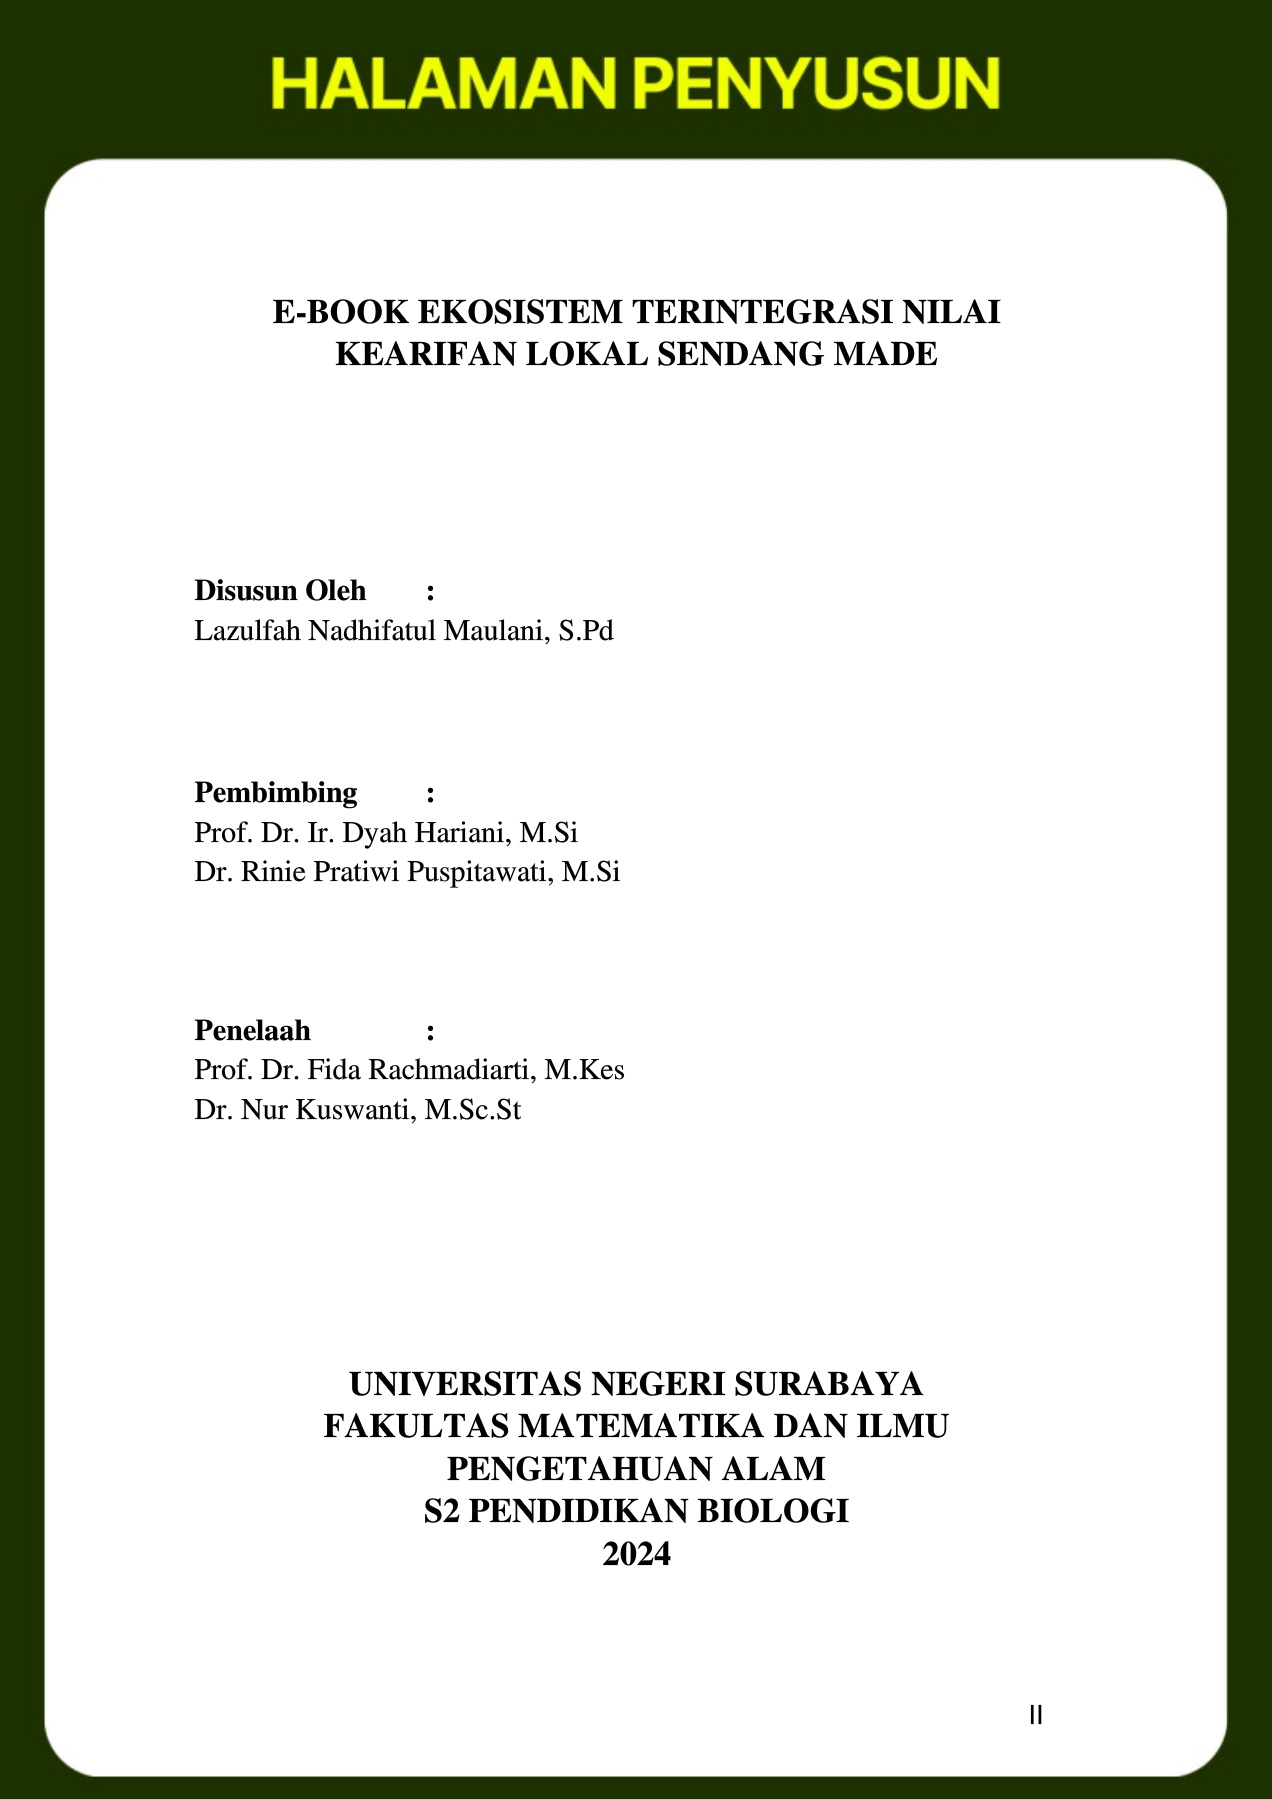 HALAMAN PENYUSUN
E-BOOK EKOSISTEM TERINTEGRASI NILAI
KEARIFAN LOKAL SENDANG MADE
Disusun Oleh :
Lazulfah Nadhifatul Maulani, S.Pd
Pembimbing :
Prof. Dr. Ir. Dyah Hariani, M.Si
Dr. Rinie Pratiwi Puspitawati, M.Si
Penelaah :
Prof. Dr. Fida Rachmadiarti, M.Kes
Dr. Nur Kuswanti, M.Sc.St
UNIVERSITAS NEGERI SURABAYA
FAKULTAS MATEMATIKA DAN ILMU
PENGETAHUAN ALAM
S2 PENDIDIKAN BIOLOGI
2024
II